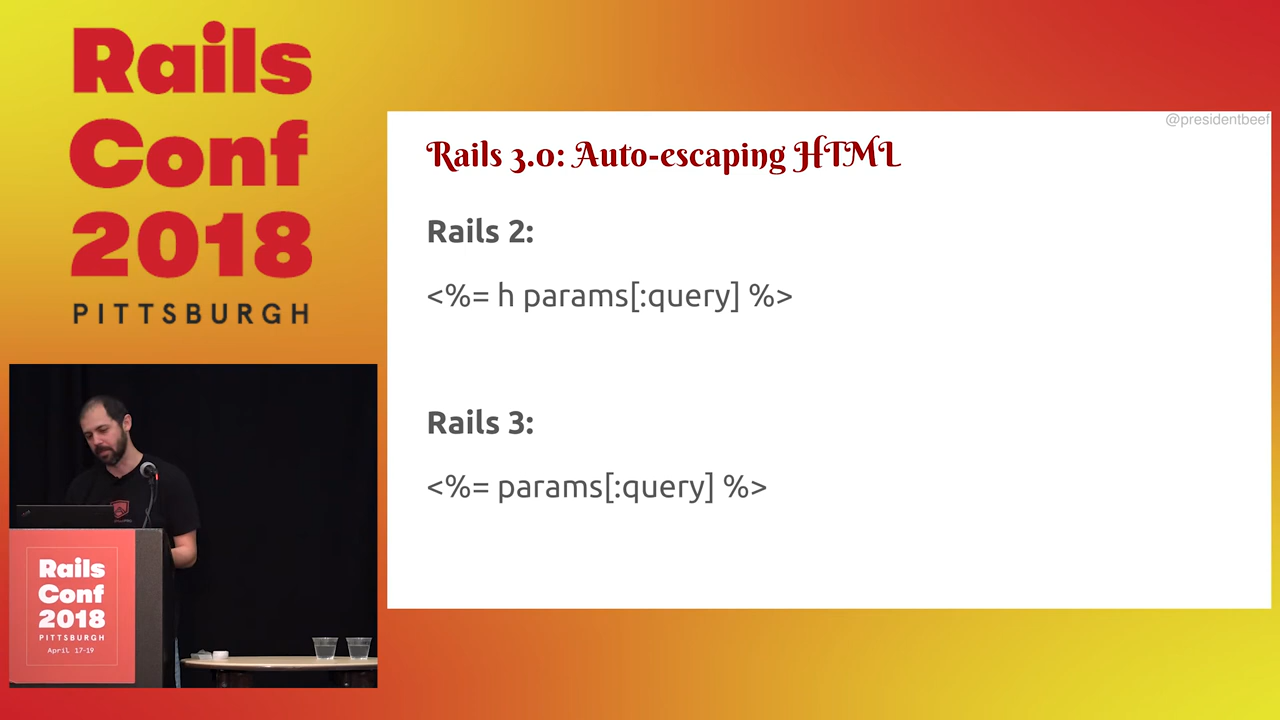 Rails
Conf
2018
PITTSBURGH
@presidentbeef
Rails 3.0: Auto-escaping HTML
Rails 2:
<%= h params[:query] %>
Rails 3:
<%= params[:query] %>
Rails
Conf
2018
PITTSBURGH
April 17-19